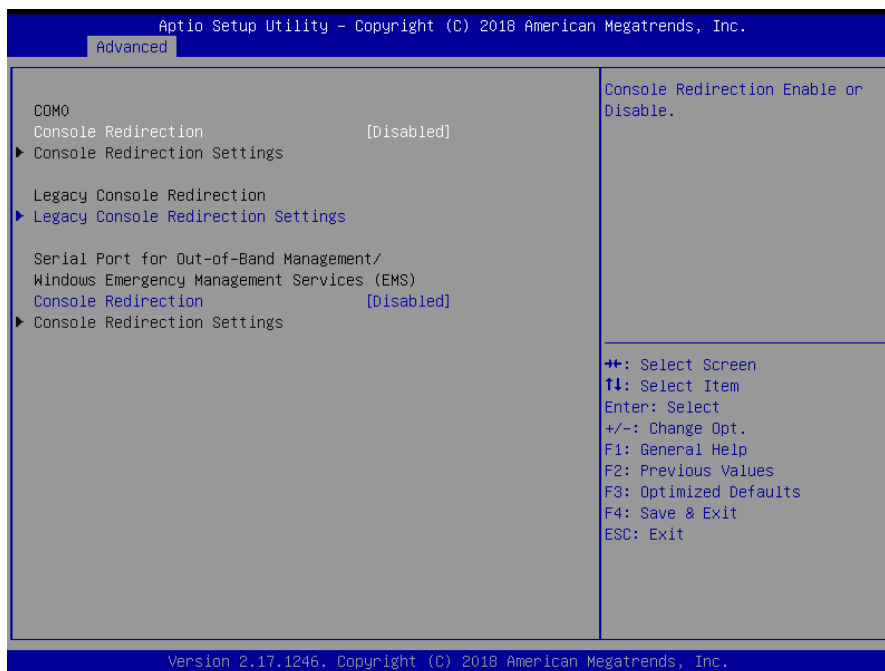 Aptio Setup Utility – Copyright (C) 2018 American Megatrends, Inc.
Advanced
COM0
Console Redirection [Disabled]
Console Redirection Settings
Legacy Console Redirection
Legacy Console Redirection Settings
Serial Port for Out-of-Band Management/
Windows Emergency Management Services (EMS)
Console Redirection [Disabled]
Console Redirection Settings
Console Redirection Enable or
Disable.
→←: Select Screen
↑↓: Select Item
Enter: Select
+/-: Change Opt.
F1: General Help
F2: Previous Values
F3: Optimized Defaults
F4: Save & Exit
ESC: Exit
Version 2.17.1246. Copyright (C) 2018 American Megatrends, Inc.